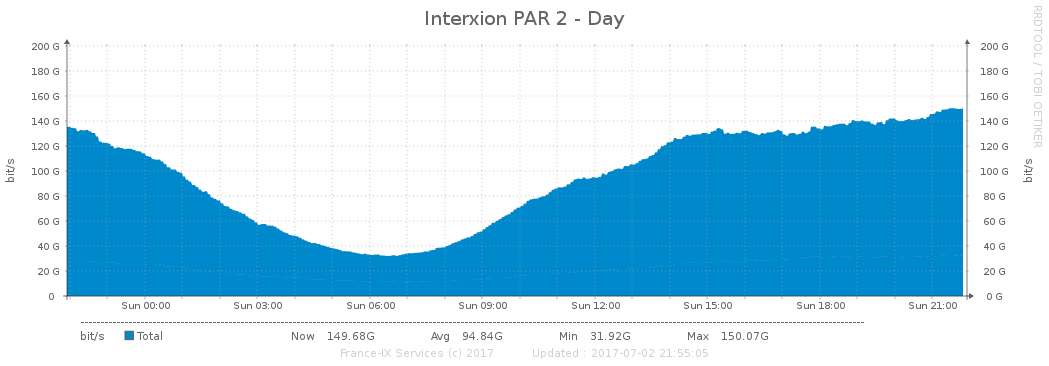 Interxion PAR 2 - Day
RRDTOOL / TOBI OETIKER
bit/s
200 G 200 G
180 G 180 G
160 G 160 G
140 G 140 G
120 G 120 G
100 G 100 G
80 G 80 G
60 G 60 G
40 G 40 G
20 G 20 G
0 0 G
bit/s
Sun 00:00 Sun 03:00 Sun 06:00 Sun 09:00 Sun 12:00 Sun 15:00 Sun 18:00 Sun 21:00
bit/s Total Now 149.68G Avg 94.84G Min 31.92G Max 150.07G
France-IX Services (c) 2017 Updated : 2017-07-02 21:55:05